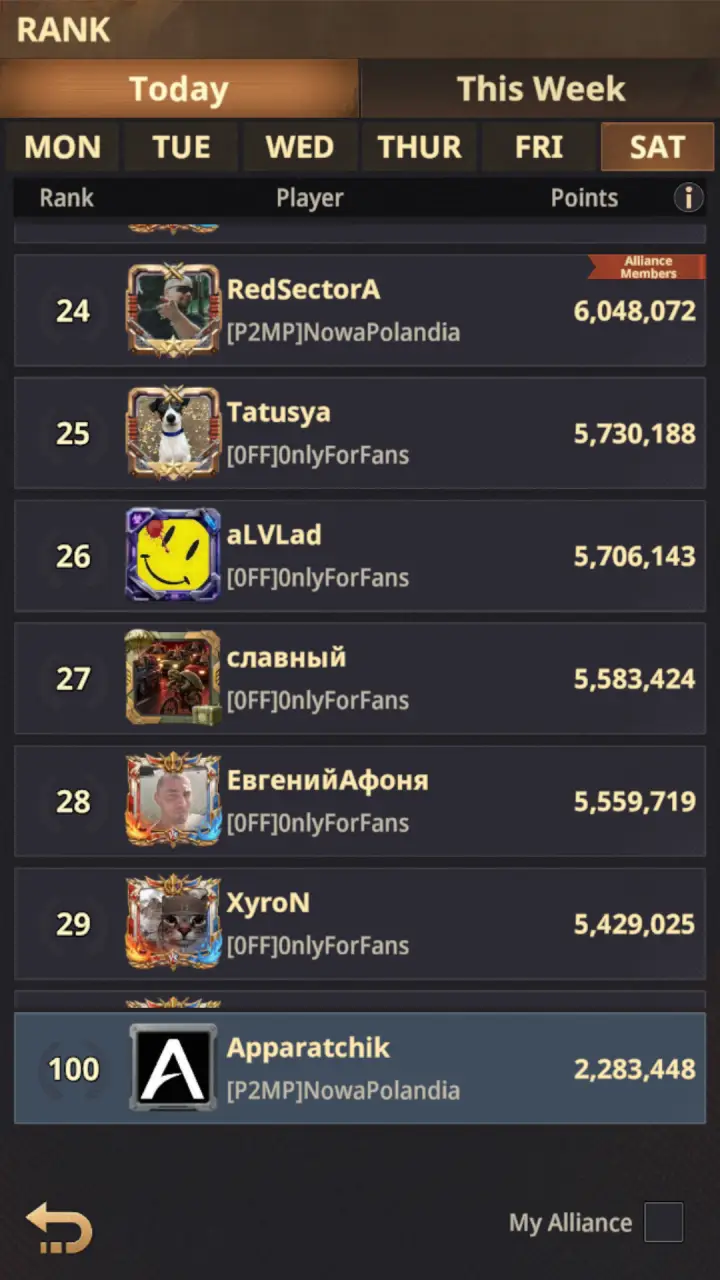 RANK
Today This Week
MON TUE WED THUR FRI SAT
Rank Player Points i
Alliance
Members
24 RedSectorA 6,048,072
[P2MP]NowaPolandia
25 Tatusya 5,730,188
[0FF]0nlyForFans
26 aLVLad 5,706,143
[0FF]0nlyForFans
27 славный 5,583,424
[0FF]0nlyForFans
28 ЕвгенийАфоня 5,559,719
[0FF]0nlyForFans
29 XyroN 5,429,025
[0FF]0nlyForFans
100 Apparatchik 2,283,448
[P2MP]NowaPolandia
My Alliance